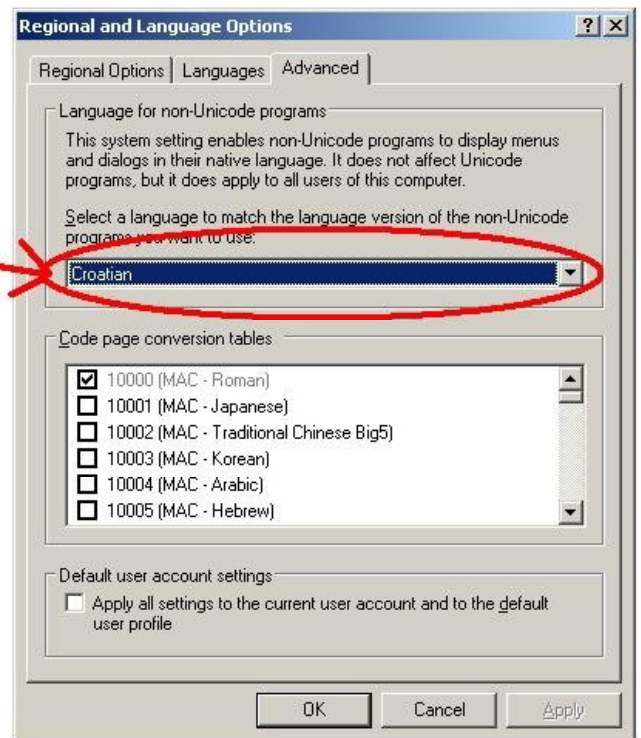 Regional and Language Options
Regional Options Languages Advanced
Language for non-Unicode programs
This system setting enables non-Unicode programs to display menus
and dialogs in their native language. It does not affect Unicode
programs, but it does apply to all users of this computer.
Select a language to match the language version of the non-Unicode
programs you want to use:
Croatian
Code page conversion tables
10000 (MAC - Roman)
10001 (MAC - Japanese)
10002 (MAC - Traditional Chinese Big5)
10003 (MAC - Korean)
10004 (MAC - Arabic)
10005 (MAC - Hebrew)
Default user account settings
Apply all settings to the current user account and to the default
user profile
OK Cancel Apply